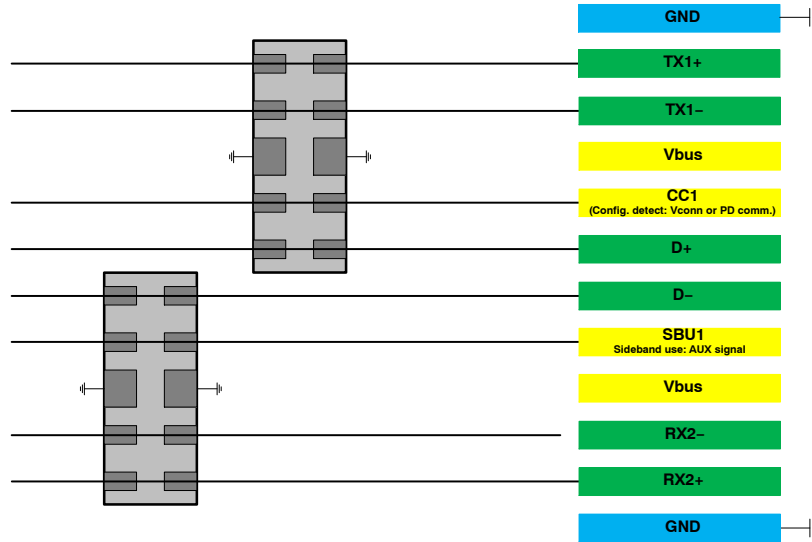 GND
TX1+
TX1−
Vbus
CC1
(Config. detect: Vconn or PD comm.)
D+
D−
SBU1
Sideband use: AUX signal
Vbus
RX2−
RX2+
GND